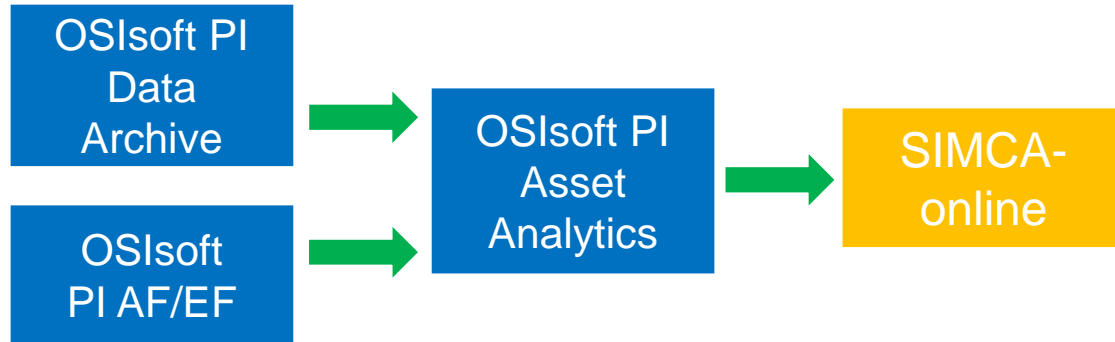 OSIsoft PI
Data
Archive
OSIsoft
PI AF/EF
OSIsoft PI
Asset
Analytics
SIMCA-
online